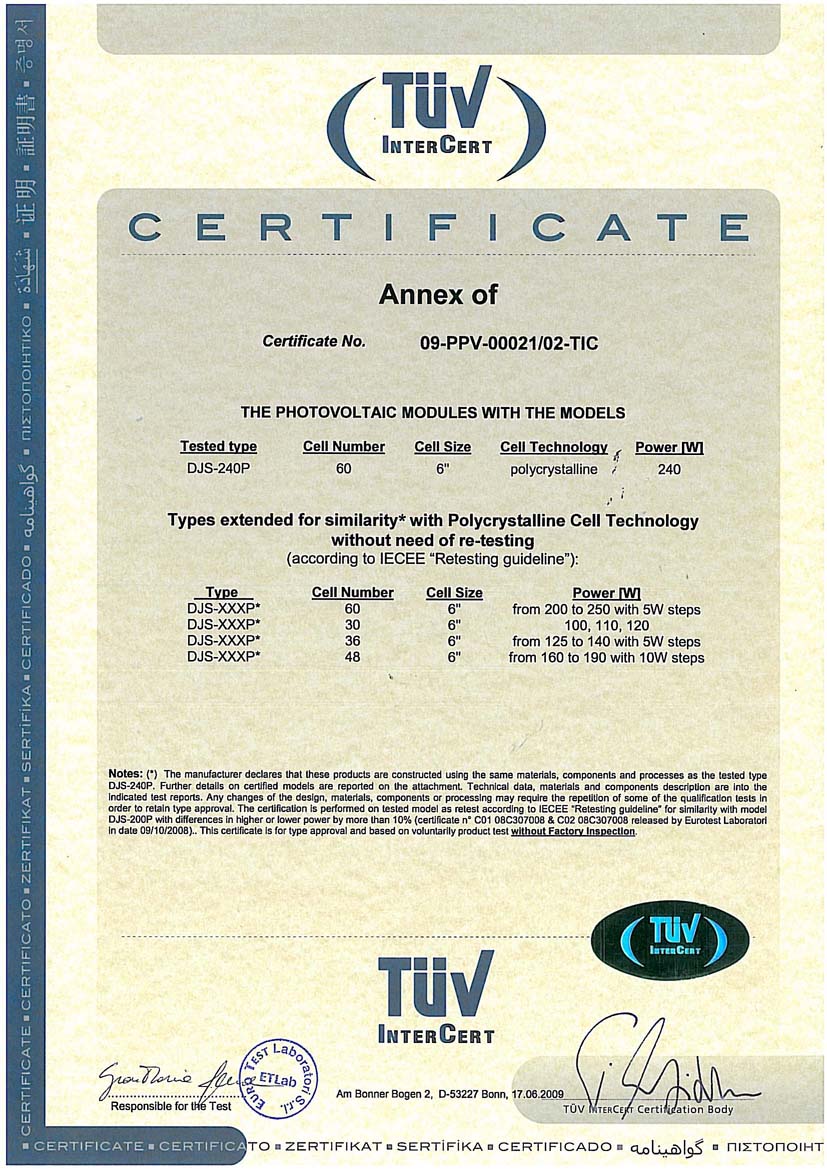 TÜV
INTERCERT
CERTIFICATE
Annex of
Certificate No. 09-PPV-00021/02-TIC
THE PHOTOVOLTAIC MODULES WITH THE MODELS
Tested type Cell Number Cell Size Cell Technology Power [W]
DJS-240P 60 6" polycrystalline 240
Types extended for similarity* with Polycrystalline Cell Technology
without need of re-testing
(according to IECEE “Retesting guideline”):
Type Cell Number Cell Size Power [W]
DJS-XXXP* 60 6" from 200 to 250 with 5W steps
DJS-XXXP* 30 6" 100, 110, 120
DJS-XXXP* 36 6" from 125 to 140 with 5W steps
DJS-XXXP* 48 6" from 160 to 190 with 10W steps
Notes: (*) The manufacturer declares that these products are constructed using the same materials, components and processes as the tested type
DJS-240P. Further details on certified models are reported on the attachment. Technical data, materials and components description are into the
indicated test reports. Any changes of the design, materials, components or processing may require the repetition of some of the qualification tests in
order to retain type approval. The certification is performed on tested model as retest according to IECEE "Retesting guideline" for similarity with model
DJS-200P with differences in higher or lower power by more than 10% (certificate n° C01 08C307008 & C02 08C307008 released by Eurotest Laboratori
in date 09/10/2008).. This certificate is for type approval and based on voluntarily product test without Factory Inspection.
TÜV
INTERCERT
TÜV
INTERCERT
EURO TEST Laboratori S.r.l.
ETLab
Responsible for the Test
Am Bonner Bogen 2, D-53227 Bonn, 17.06.2009
TÜV INTERCERT Certification Body
CERTIFICATE ▪ CERTIFICATO ▪ ZERTIFIKAT ▪ SERTİFİKA ▪ CERTIFICADO ▪ گواهینامه ▪ ΠΙΣΤΟΠΟΙΗΤ
CERTIFICATE ▪ CERTIFICATO ▪ ZERTIFIKAT ▪ SERTİFİKA ▪ CERTIFICADO ▪ گواهینامه ▪ ΠΙΣΤΟΠΟΙΗΤΙΚΟ ▪ شهادة ▪ 证明 ▪ 証明書 ▪ 증명서